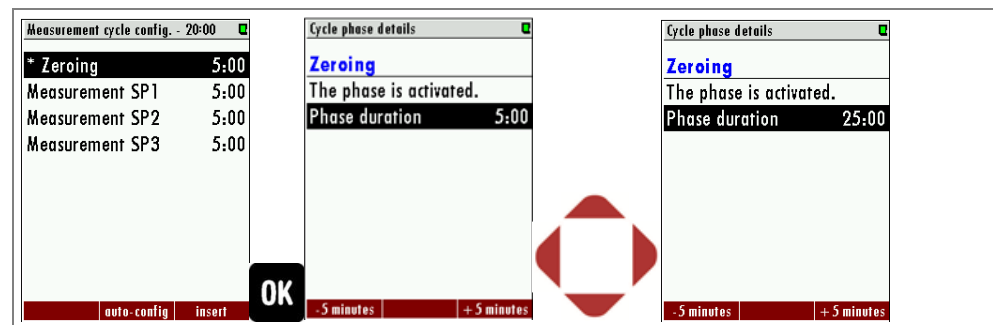 Measurement cycle config. - 20:00
* Zeroing 5:00
Measurement SP1 5:00
Measurement SP2 5:00
Measurement SP3 5:00
auto-config insert
OK
Cycle phase details
Zeroing
The phase is activated.
Phase duration 5:00
- 5 minutes + 5 minutes
Cycle phase details
Zeroing
The phase is activated.
Phase duration 25:00
- 5 minutes + 5 minutes